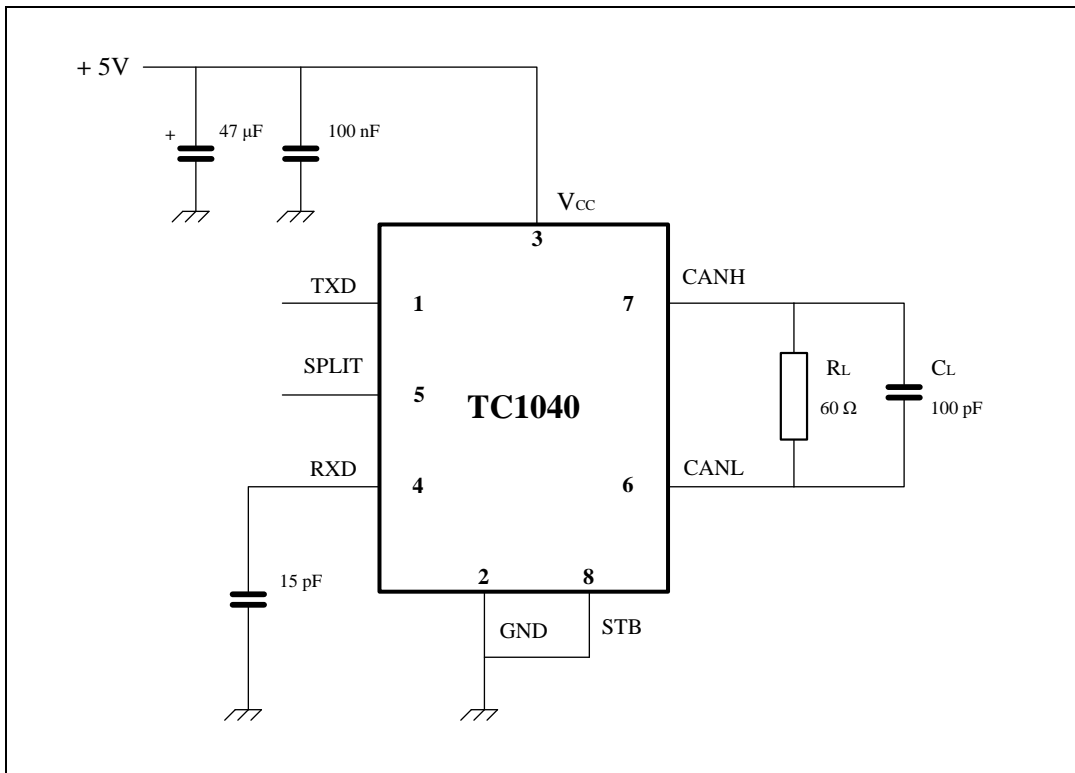 + 5V
+
47 µF
100 nF
VCC
3
TXD
1
7
CANH
SPLIT
5
TC1040
RL
60 Ω
CL
100 pF
RXD
4
6
CANL
15 pF
2
8
GND
STB